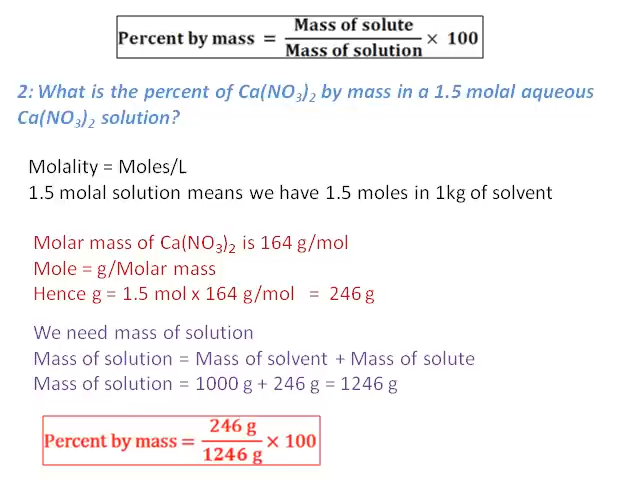 Percent by mass = Mass of solute / Mass of solution × 100
2: What is the percent of Ca(NO₃)₂ by mass in a 1.5 molal aqueous
Ca(NO₃)₂ solution?
Molality = Moles/L
1.5 molal solution means we have 1.5 moles in 1kg of solvent
Molar mass of Ca(NO₃)₂ is 164 g/mol
Mole = g/Molar mass
Hence g = 1.5 mol x 164 g/mol = 246 g
We need mass of solution
Mass of solution = Mass of solvent + Mass of solute
Mass of solution = 1000 g + 246 g = 1246 g
Percent by mass = 246 g / 1246 g × 100